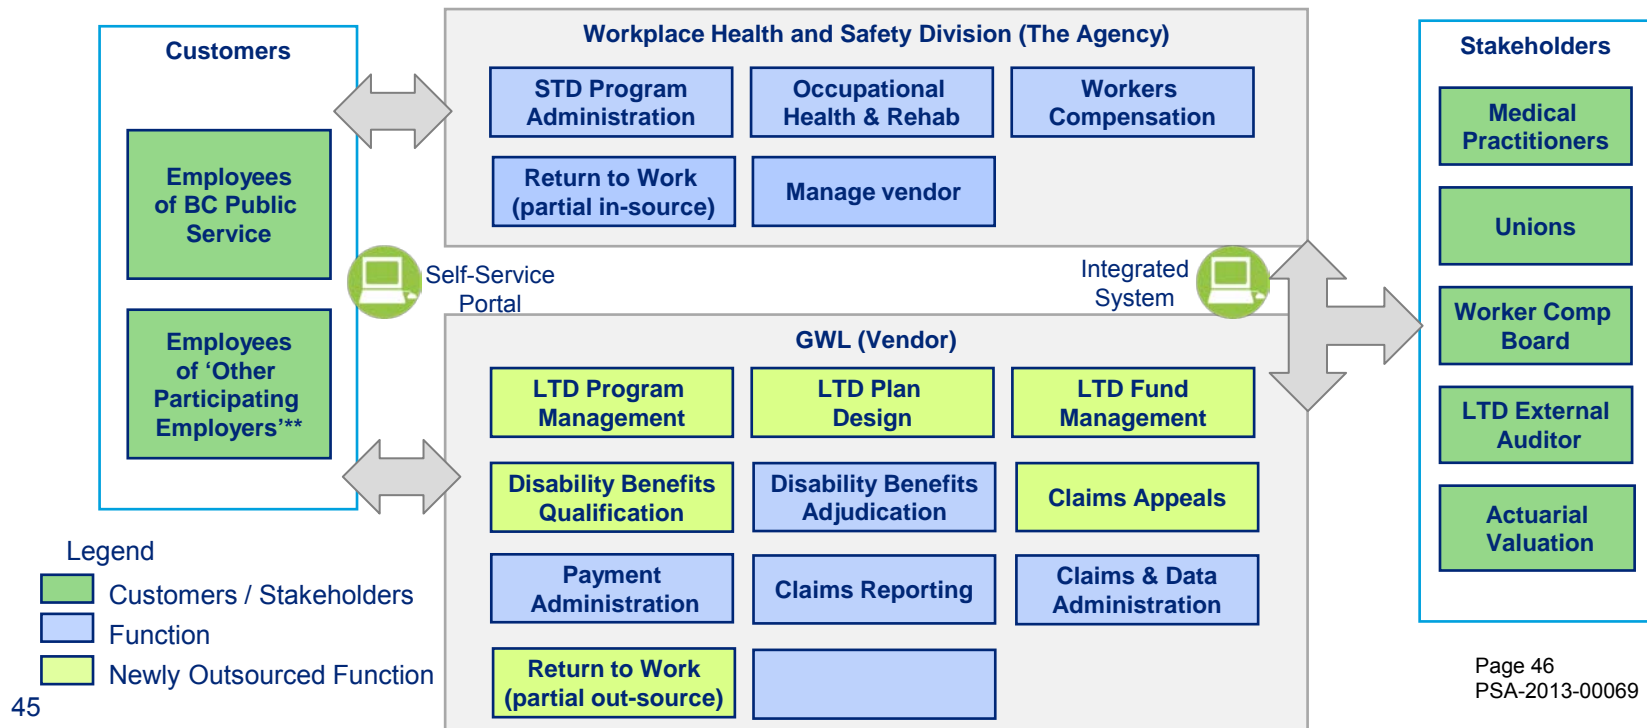 Customers
Employees
of BC Public
Service
Employees
of ‘Other
Participating
Employers’**
Workplace Health and Safety Division (The Agency)
STD Program
Administration
Occupational
Health & Rehab
Workers
Compensation
Return to Work
(partial in-source)
Manage vendor
Self-Service
Portal
Integrated
System
GWL (Vendor)
LTD Program
Management
LTD Plan
Design
LTD Fund
Management
Disability Benefits
Qualification
Disability Benefits
Adjudication
Claims Appeals
Payment
Administration
Claims Reporting
Claims & Data
Administration
Return to Work
(partial out-source)
Stakeholders
Medical
Practitioners
Unions
Worker Comp
Board
LTD External
Auditor
Actuarial
Valuation
Legend
Customers / Stakeholders
Function
Newly Outsourced Function
45
Page 46
PSA-2013-00069